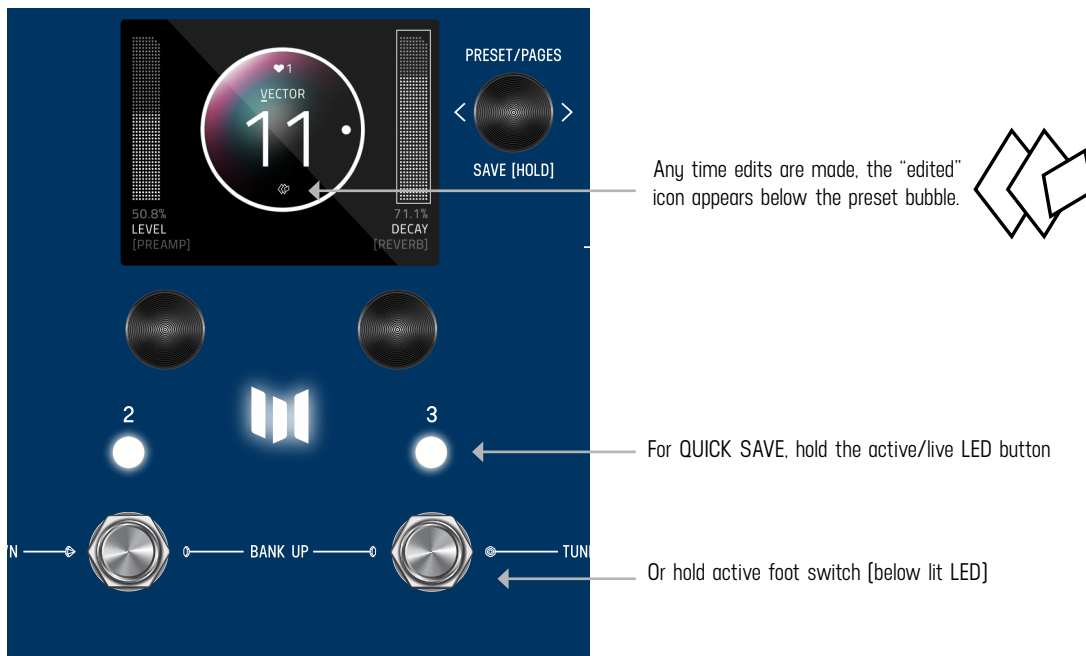 ♥1
PRESET/PAGES
VECTOR
11
< >
SAVE [HOLD]
Any time edits are made, the “edited”
icon appears below the preset bubble.
50.8%
71.1%
LEVEL
DECAY
[PREAMP]
[REVERB]
2
3
For QUICK SAVE, hold the active/live LED button
BANK UP
Or hold active foot switch [below lit LED]